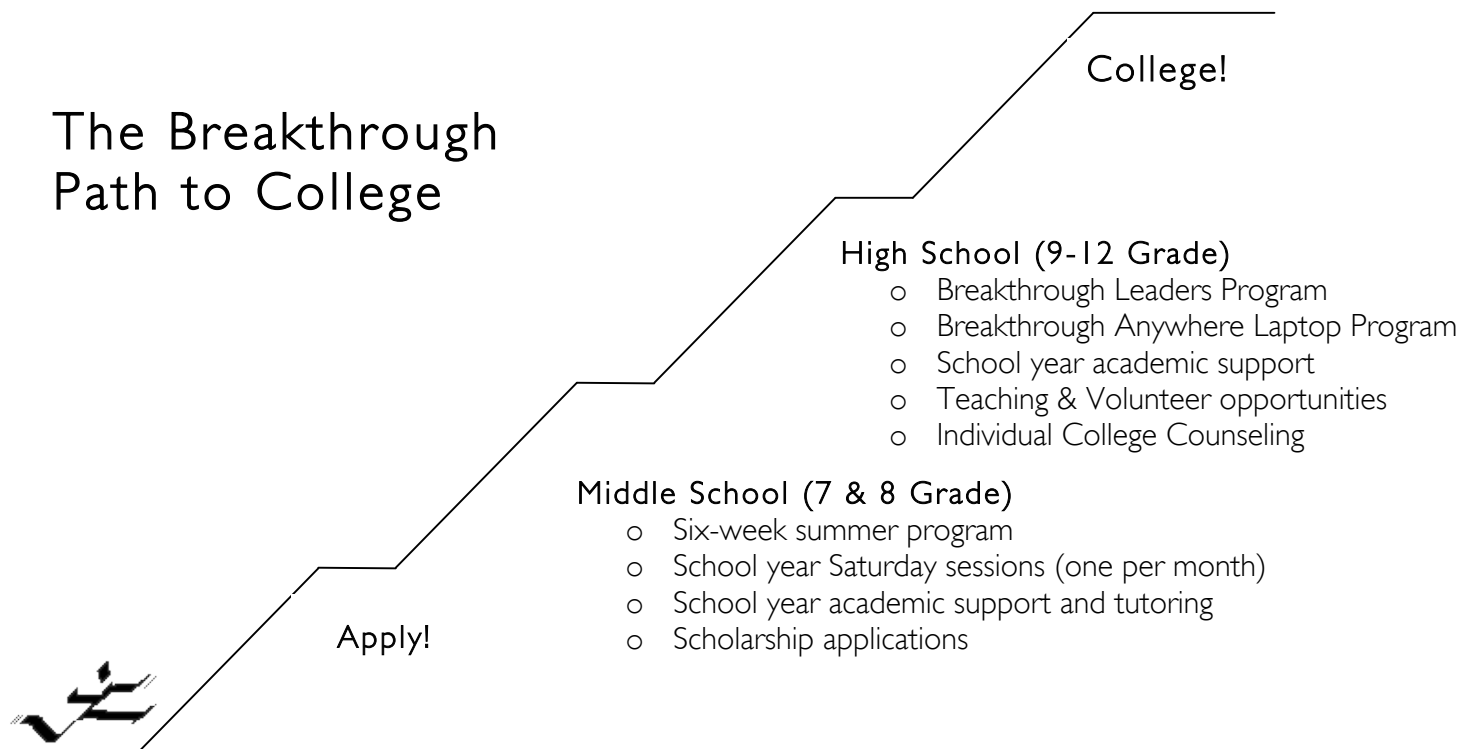 The Breakthrough
Path to College
College!
High School (9-12 Grade)
o Breakthrough Leaders Program
o Breakthrough Anywhere Laptop Program
o School year academic support
o Teaching & Volunteer opportunities
o Individual College Counseling
Middle School (7 & 8 Grade)
o Six-week summer program
o School year Saturday sessions (one per month)
o School year academic support and tutoring
o Scholarship applications
Apply!